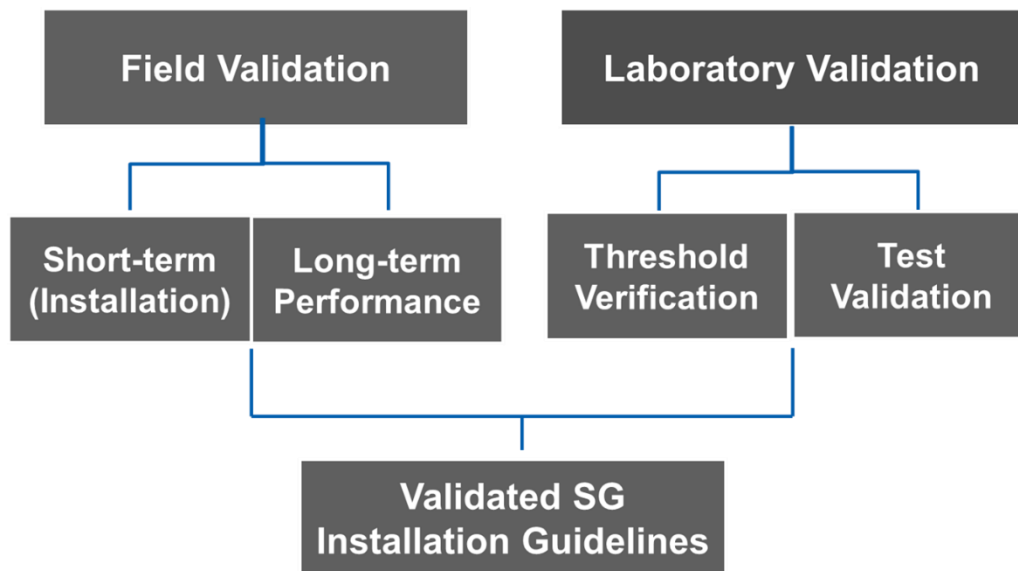 Field Validation
Laboratory Validation
Short-term
(Installation)
Long-term
Performance
Threshold
Verification
Test
Validation
Validated SG
Installation Guidelines